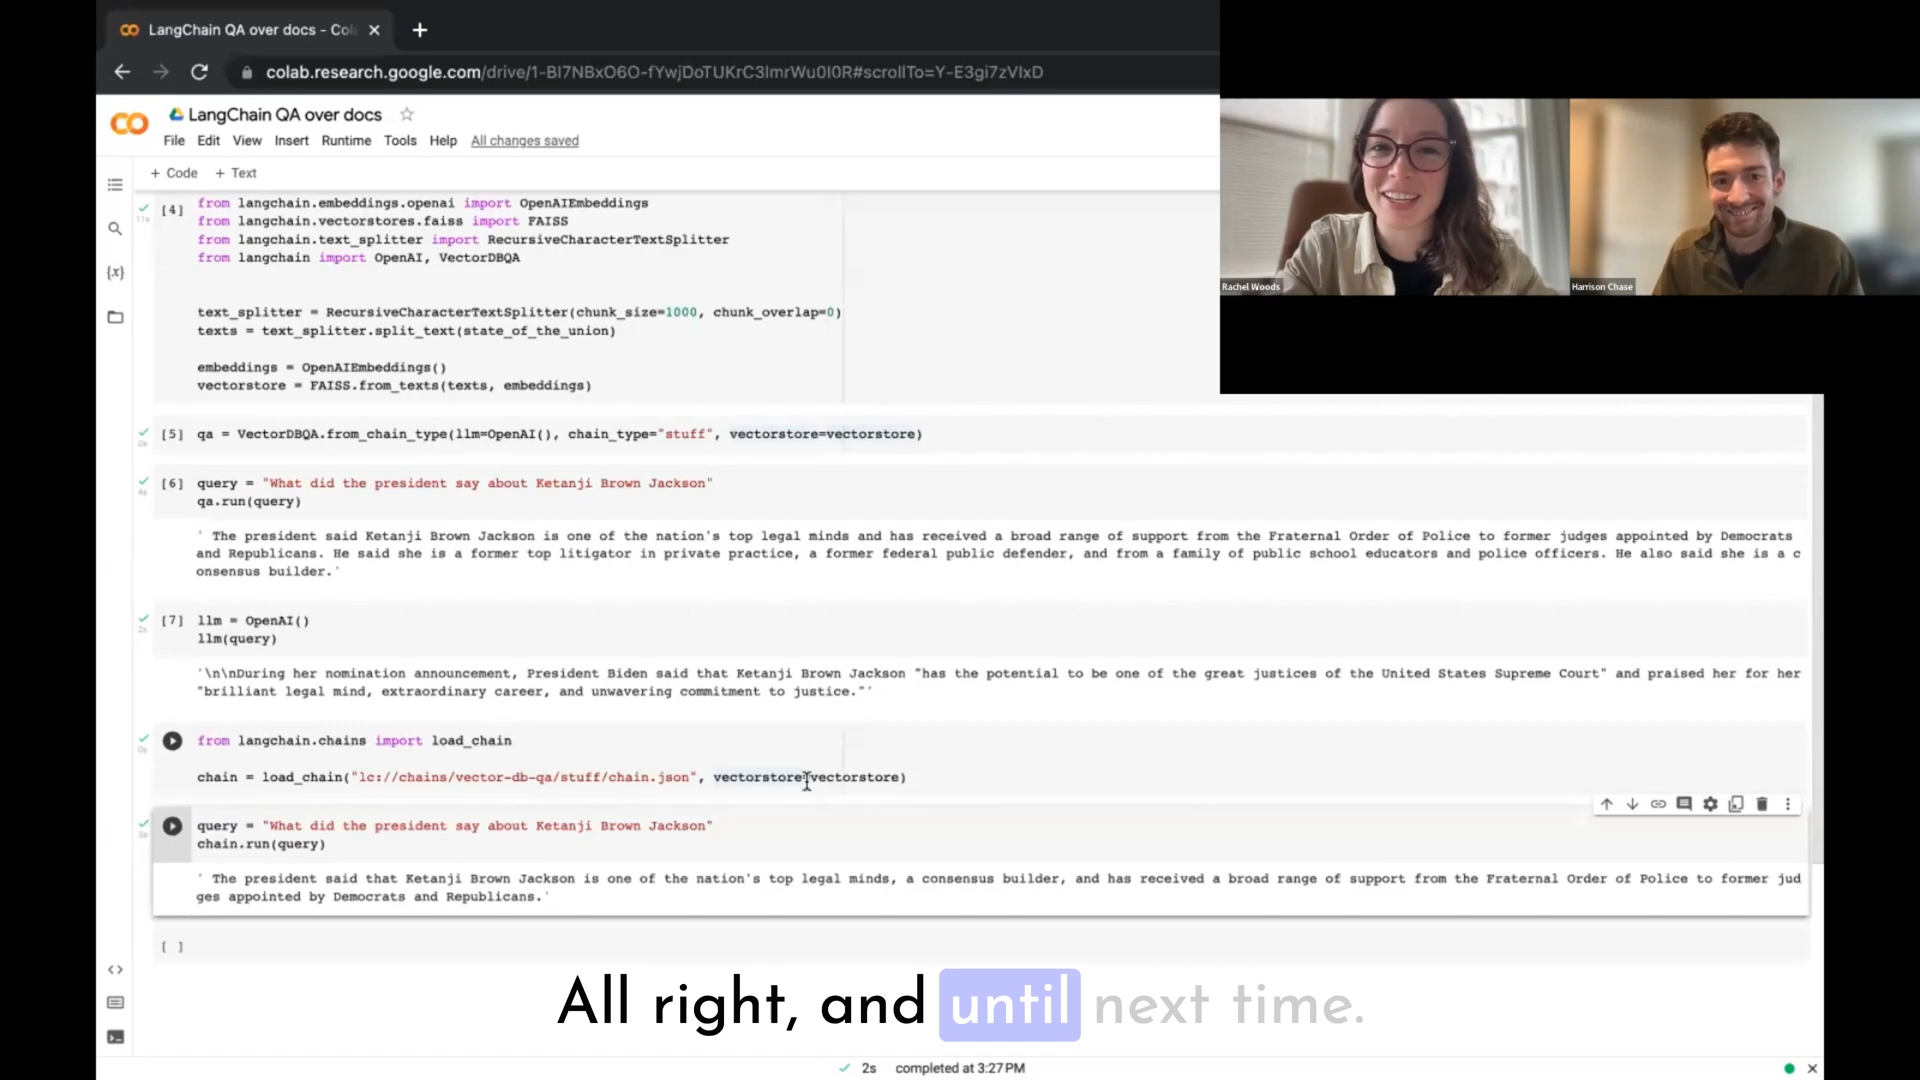 LangChain QA over docs - Col
colab.research.google.com/drive/1-BI7NBxO6O-fYwjDoTUKrC3ImrWu0I0R#scrollTo=Y-E3gi7zVIxD
LangChain QA over docs
File Edit View Insert Runtime Tools Help All changes saved
+ Code + Text
[4] from langchain.embeddings.openai import OpenAIEmbeddings
11s
from langchain.vectorstores.faiss import FAISS
from langchain.text_splitter import RecursiveCharacterTextSplitter
from langchain import OpenAI, VectorDBQA
text_splitter = RecursiveCharacterTextSplitter(chunk_size=1000, chunk_overlap=0)
texts = text_splitter.split_text(state_of_the_union)
embeddings = OpenAIEmbeddings()
vectorstore = FAISS.from_texts(texts, embeddings)
[5] qa = VectorDBQA.from_chain_type(llm=OpenAI(), chain_type="stuff", vectorstore=vectorstore)
0s
[6] query = "What did the president say about Ketanji Brown Jackson"
4s
qa.run(query)
' The president said Ketanji Brown Jackson is one of the nation's top legal minds and has received a broad range of support from the Fraternal Order of Police to former judges appointed by Democrats
and Republicans. He said she is a former top litigator in private practice, a former federal public defender, and from a family of public school educators and police officers. He also said she is a c
onsensus builder.'
[7] llm = OpenAI()
2s
llm(query)
'\n\nDuring her nomination announcement, President Biden said that Ketanji Brown Jackson "has the potential to be one of the great justices of the United States Supreme Court" and praised her for her
"brilliant legal mind, extraordinary career, and unwavering commitment to justice."'
from langchain.chains import load_chain
0s
chain = load_chain("lc://chains/vector-db-qa/stuff/chain.json", vectorstore=vectorstore)
query = "What did the president say about Ketanji Brown Jackson"
chain.run(query)
' The president said that Ketanji Brown Jackson is one of the nation's top legal minds, a consensus builder, and has received a broad range of support from the Fraternal Order of Police to former jud
ges appointed by Democrats and Republicans.'
[ ]
2s completed at 3:27 PM
Rachel Woods
Harrison Chase
All right, and until next time.